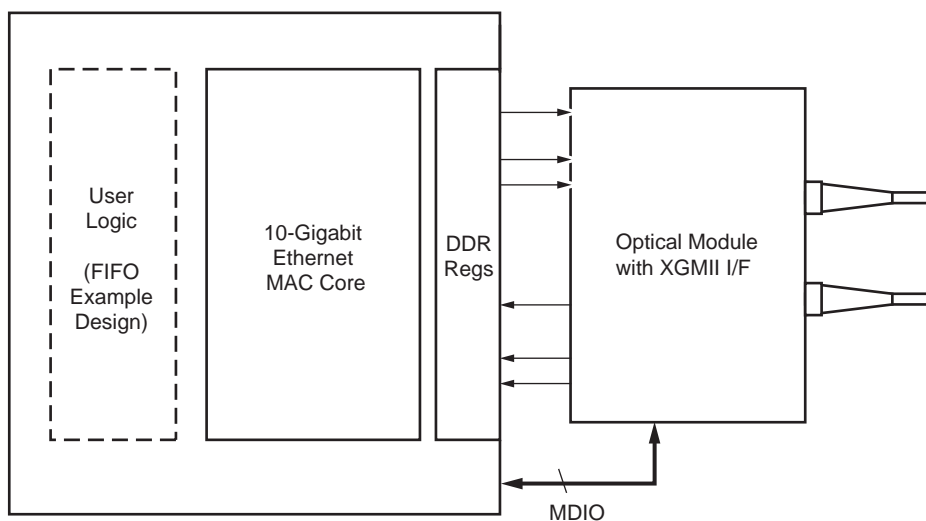 User
Logic
(FIFO
Example
Design)
10-Gigabit
Ethernet
MAC Core
DDR
Regs
Optical Module
with XGMII I/F
MDIO